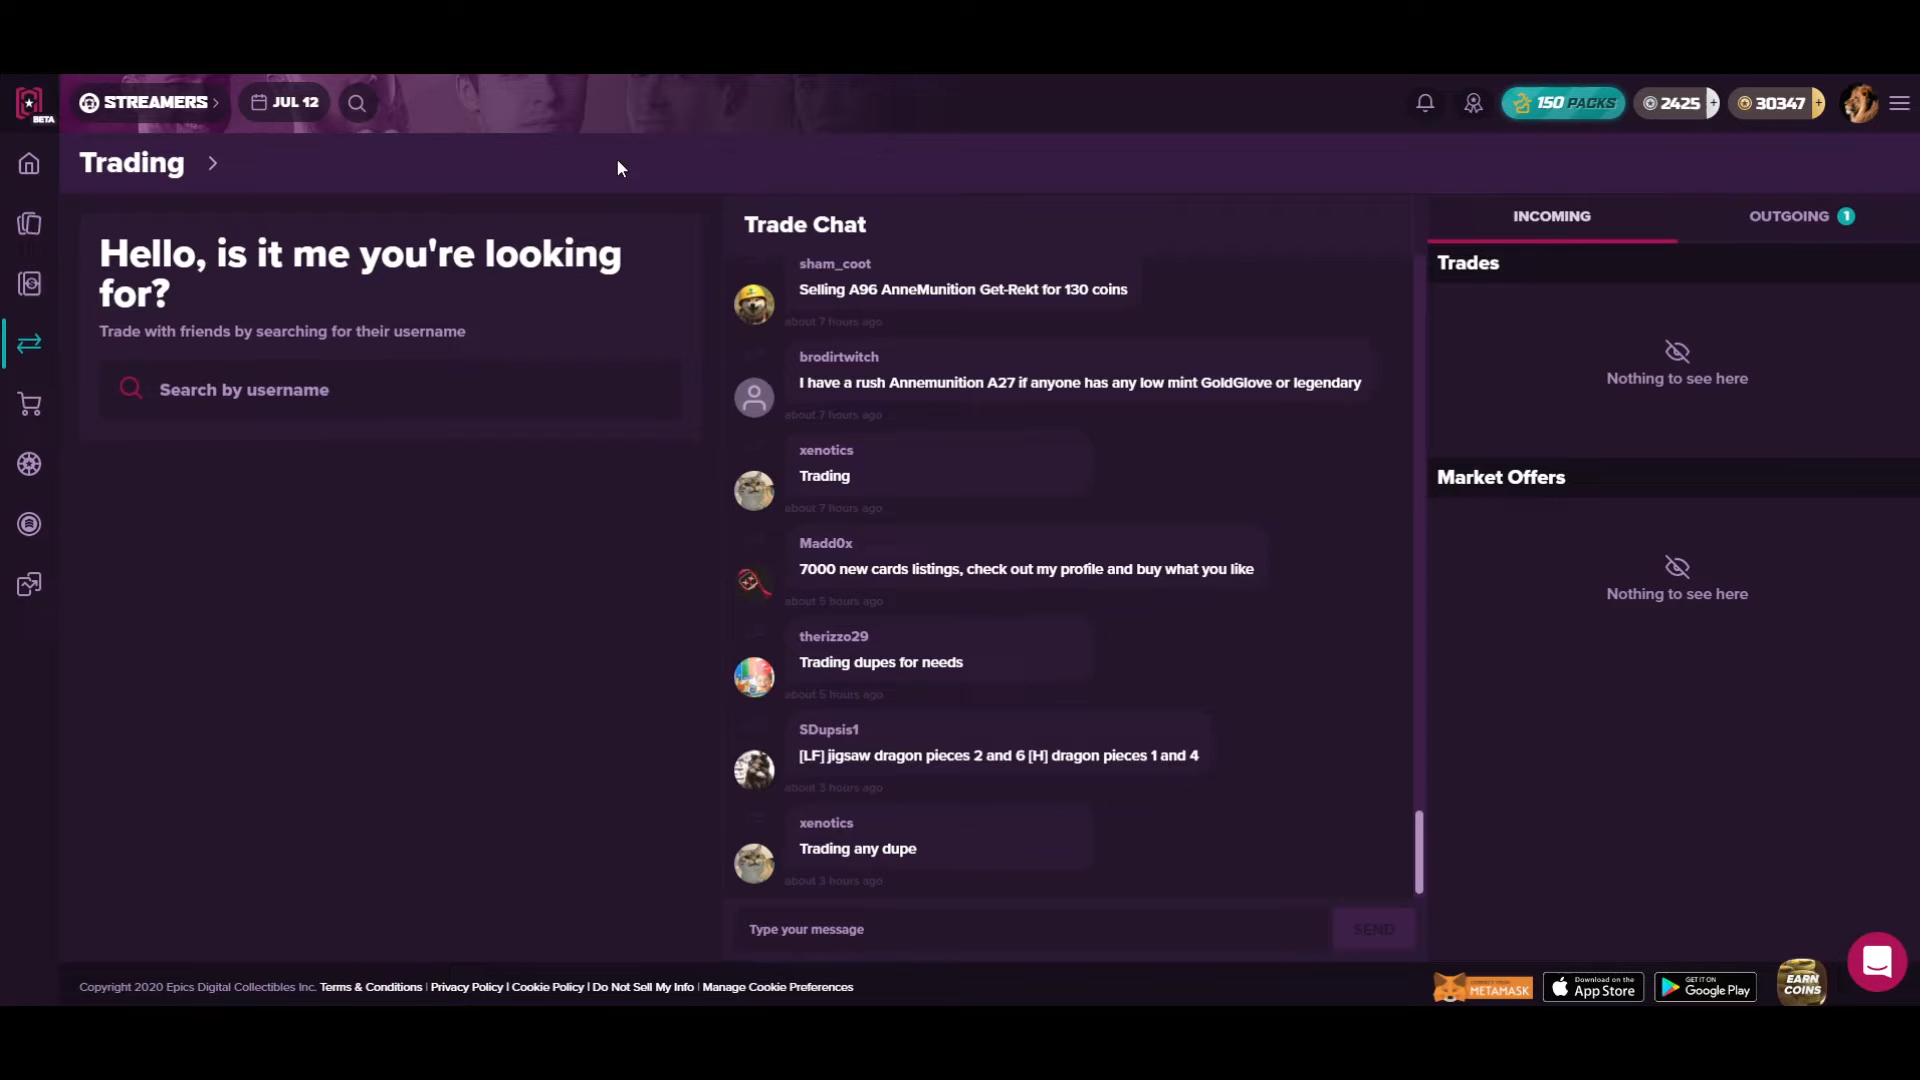 BETA
STREAMERS
JUL 12
150 PACKS
2425 +
30347 +
Trading
Hello, is it me you're looking
for?
Trade with friends by searching for their username
Search by username
Trade Chat
sham_coot
Selling A96 AnneMunition Get-Rekt for 130 coins
about 7 hours ago
brodirtwitch
I have a rush Annemunition A27 if anyone has any low mint GoldGlove or legendary
about 7 hours ago
xenotics
Trading
about 7 hours ago
Madd0x
7000 new cards listings, check out my profile and buy what you like
about 5 hours ago
therizzo29
Trading dupes for needs
about 5 hours ago
SDupsis1
[LF] jigsaw dragon pieces 2 and 6 [H] dragon pieces 1 and 4
about 3 hours ago
xenotics
Trading any dupe
about 3 hours ago
Type your message
SEND
INCOMING
OUTGOING 1
Trades
Nothing to see here
Market Offers
Nothing to see here
Copyright 2020 Epics Digital Collectibles Inc. Terms & Conditions | Privacy Policy | Cookie Policy | Do Not Sell My Info | Manage Cookie Preferences
METAMASK
Download on the
App Store
GET IT ON
Google Play
EARN
COINS